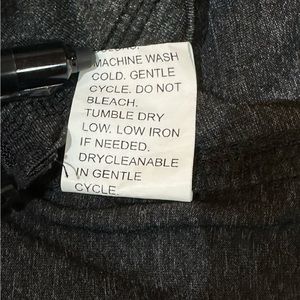 MACHINE WASH
COLD. GENTLE
CYCLE. DO NOT
BLEACH.
TUMBLE DRY
LOW. LOW IRON
IF NEEDED.
DRYCLEANABLE
IN GENTLE
CYCLE.